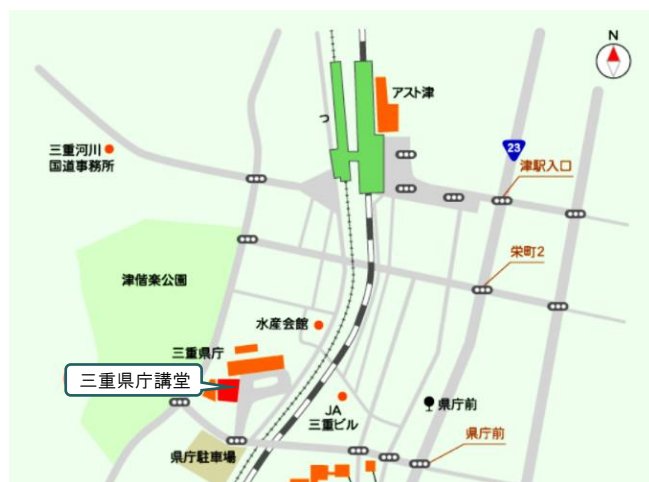 N
アスト津
つ
23
三重河川
国道事務所
津駅入口
栄町2
津偕楽公園
水産会館
三重県庁
三重県庁講堂
JA
三重ビル
県庁前
県庁前
県庁駐車場